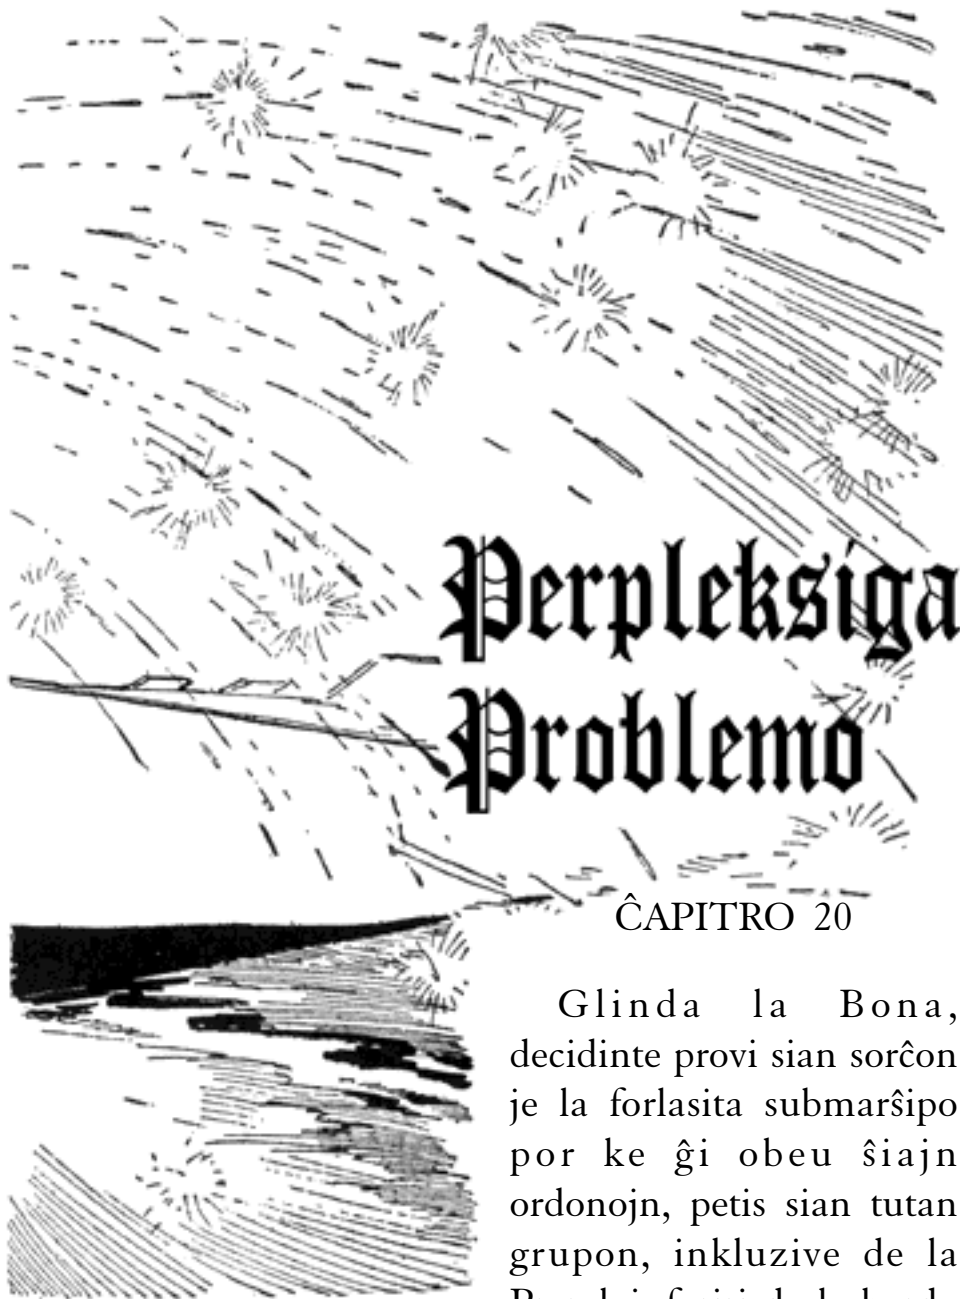 Perpleksiga
Problemo
ĈAPITRO 20
Glinda la Bona,
decidinte provi sian sorĉon
je la forlasita submarŝipo
por ke ĝi obeu ŝiajn
ordonojn, petis sian tutan
grupon, inkluzive de la